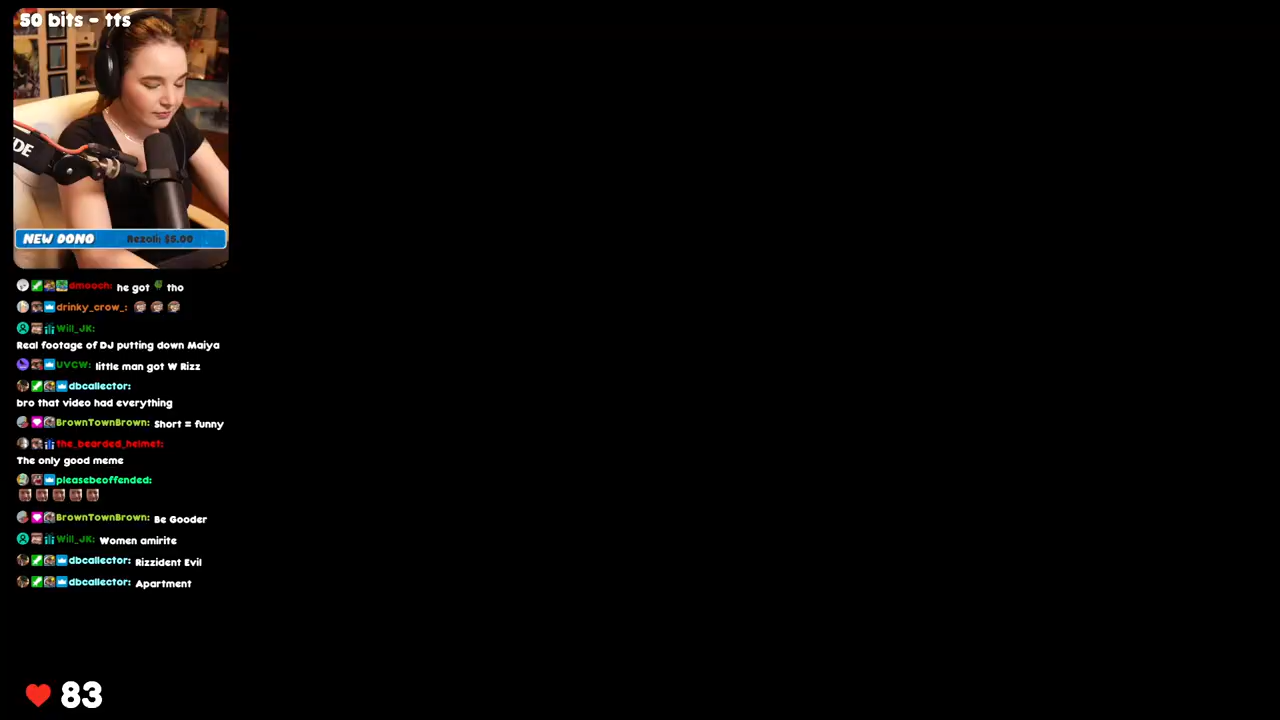 50 bits - tts
DE
NEW DONO Rezoli: $5.00
dmooch: he got tho
drinky_crow_:
Will_JK:
Real footage of DJ putting down Maiya
UVCW: little man got W Rizz
dbcallector:
bro that video had everything
BrownTownBrown: Short = funny
the_bearded_helmet:
The only good meme
pleasebeoffended:
BrownTownBrown: Be Gooder
Will_JK: Women amirite
dbcallector: Rizzident Evil
dbcallector: Apartment
83